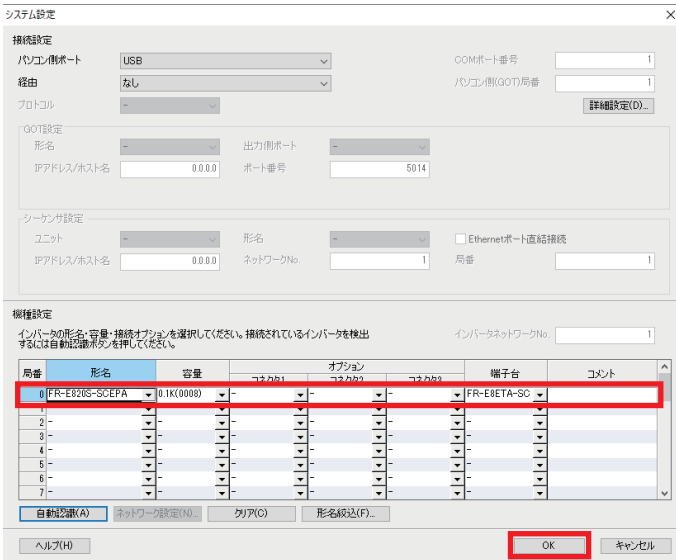 システム設定
接続設定
パソコン側ポート USB COMポート番号 1
経由 なし パソコン側(GOT)局番 1
プロトコル - 詳細設定(D)...
GOT設定
形名 - 出力側ポート -
IPアドレス/ホスト名 0.0.0.0 ポート番号 5014
シーケンサ設定
ユニット - 形名 - Ethernetポート直結接続
IPアドレス/ホスト名 0.0.0.0 ネットワークNo. 1 局番 1
機種設定
インバータの形名・容量・接続オプションを選択してください。接続されているインバータを検出 インバータネットワークNo. 1
するには自動認識ボタンを押してください。
局番 形名 容量 オプション 端子台 コメント
コネクタ1 コネクタ2 コネクタ3
0 FR-E820S-SCEPA 0.1K(0008) - - - FR-E8ETA-SC
1 - - - - - -
2 - - - - - -
3 - - - - - -
4 - - - - - -
5 - - - - - -
6 - - - - - -
7 - - - - - -
自動認識(A) ネットワーク設定(N)... クリア(C) 形名絞込(F)...
ヘルプ(H) OK キャンセル